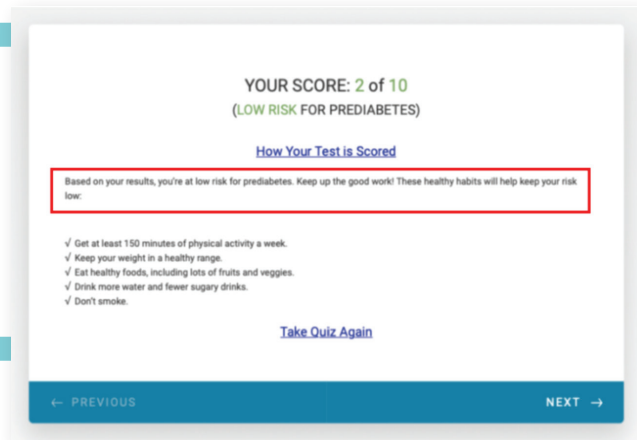 YOUR SCORE: 2 of 10
(LOW RISK FOR PREDIABETES)
How Your Test is Scored
Based on your results, you're at low risk for prediabetes. Keep up the good work! These healthy habits will help keep your risk
low:
√ Get at least 150 minutes of physical activity a week.
√ Keep your weight in a healthy range.
√ Eat healthy foods, including lots of fruits and veggies.
√ Drink more water and fewer sugary drinks.
√ Don't smoke.
Take Quiz Again
← PREVIOUS NEXT →